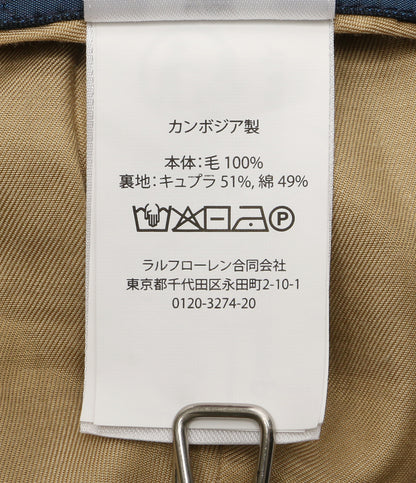 カンボジア製
本体：毛 100%
裏地：キュプラ 51%, 綿 49%
P
ラルフローレン合同会社
東京都千代田区永田町2-10-1
0120-3274-20